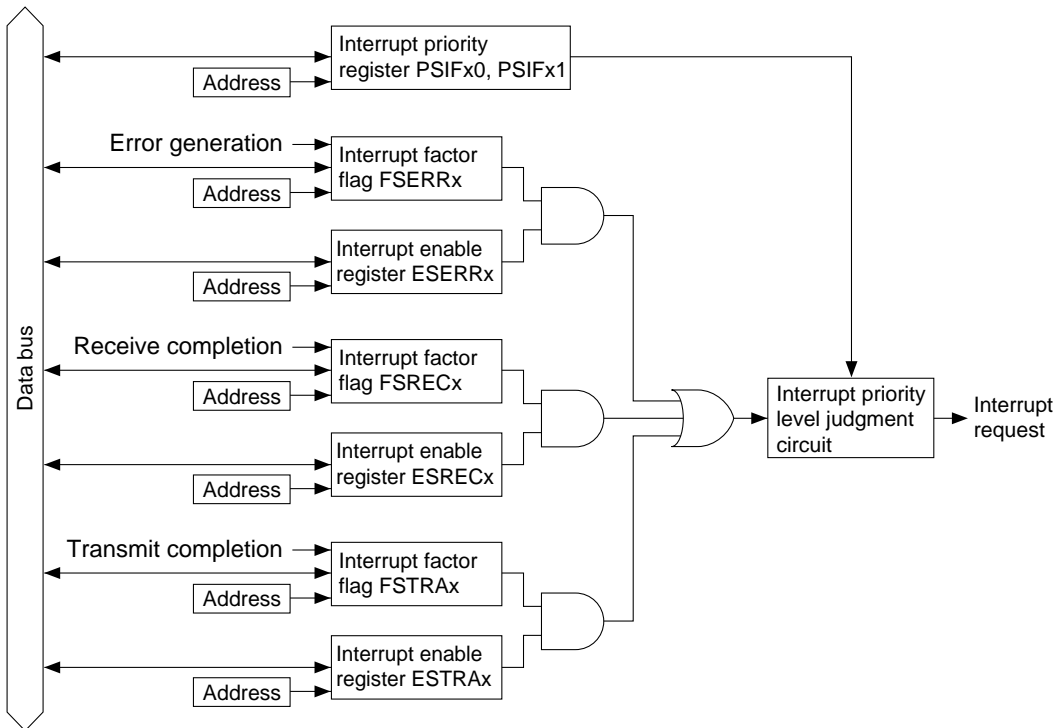 Interrupt priority
register PSIFx0, PSIFx1
Address
Error generation
Interrupt factor
flag FSERRx
Address
Interrupt enable
register ESERRx
Address
Data bus
Receive completion
Interrupt factor
flag FSRECx
Address
Interrupt priority
level judgment
circuit
Interrupt
request
Interrupt enable
register ESRECx
Address
Transmit completion
Interrupt factor
flag FSTRAx
Address
Interrupt enable
register ESTRAx
Address